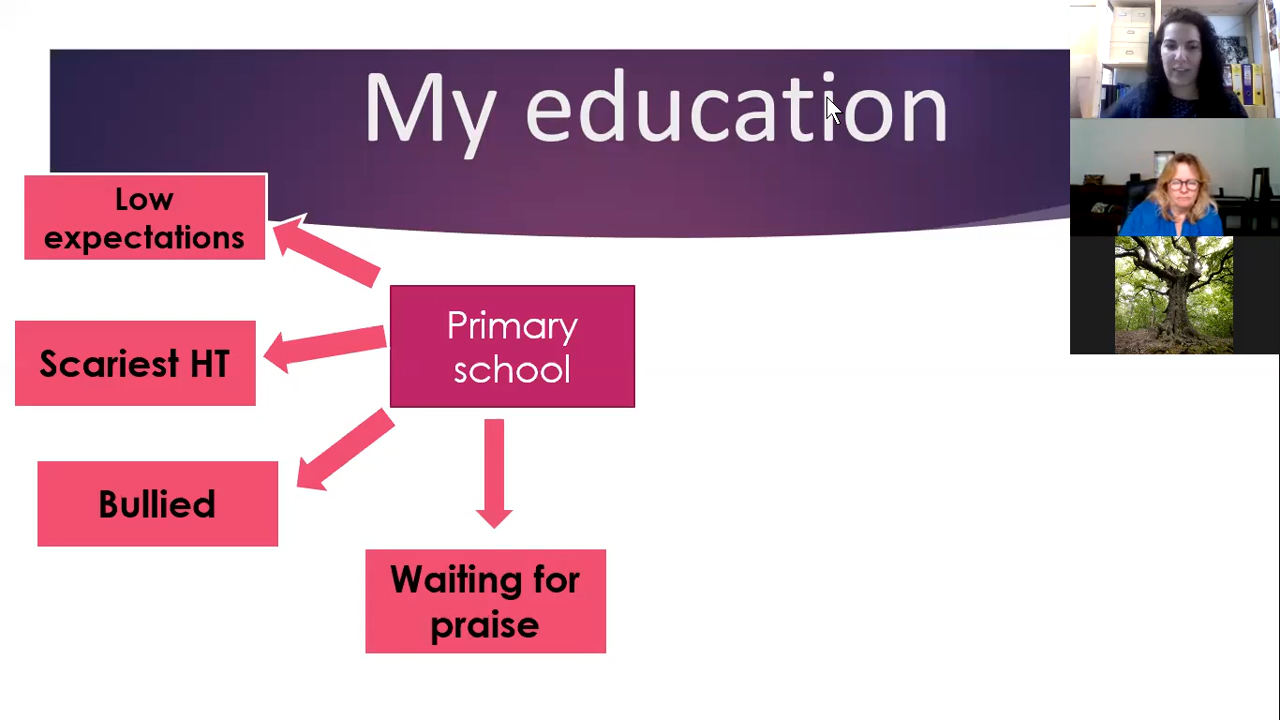 My education
Low
expectations
Primary
school
Scariest HT
Bullied
Waiting for
praise